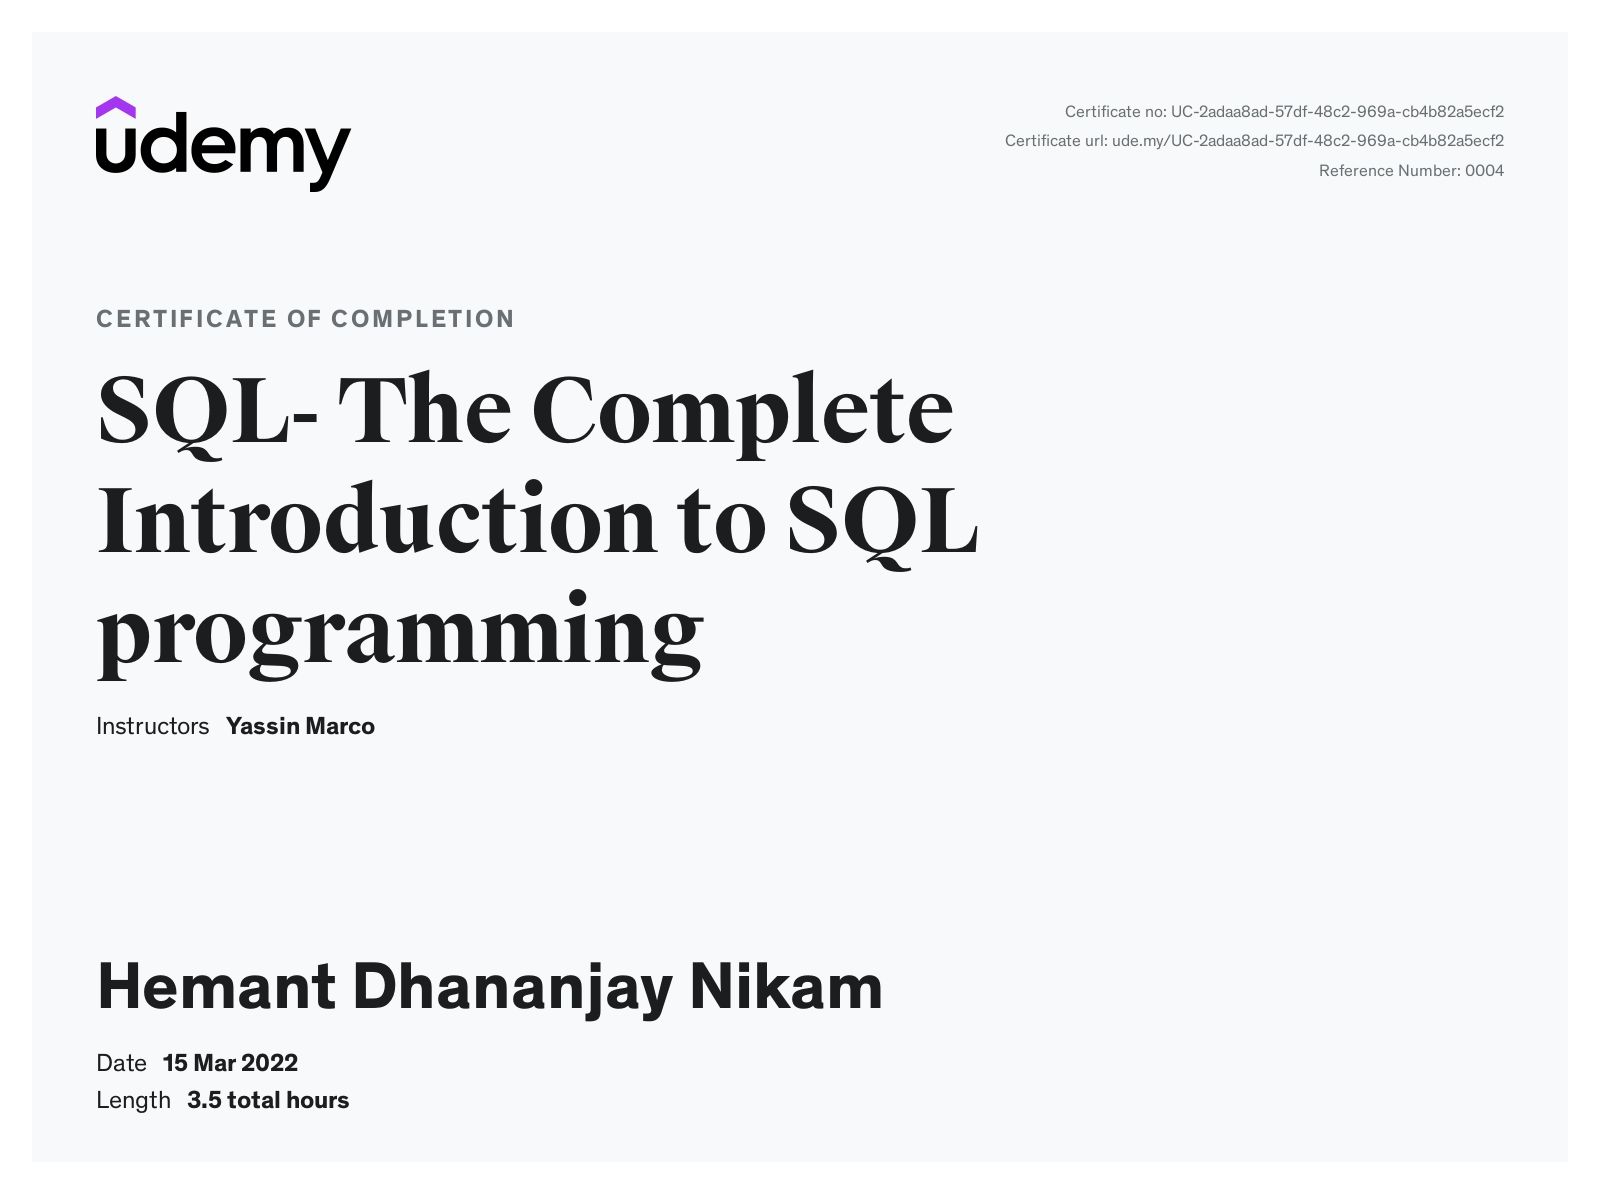 udemy
Certificate no: UC-2adaa8ad-57df-48c2-969a-cb4b82a5ecf2
Certificate url: ude.my/UC-2adaa8ad-57df-48c2-969a-cb4b82a5ecf2
Reference Number: 0004
CERTIFICATE OF COMPLETION
SQL- The Complete
Introduction to SQL
programming
Instructors Yassin Marco
Hemant Dhananjay Nikam
Date 15 Mar 2022
Length 3.5 total hours